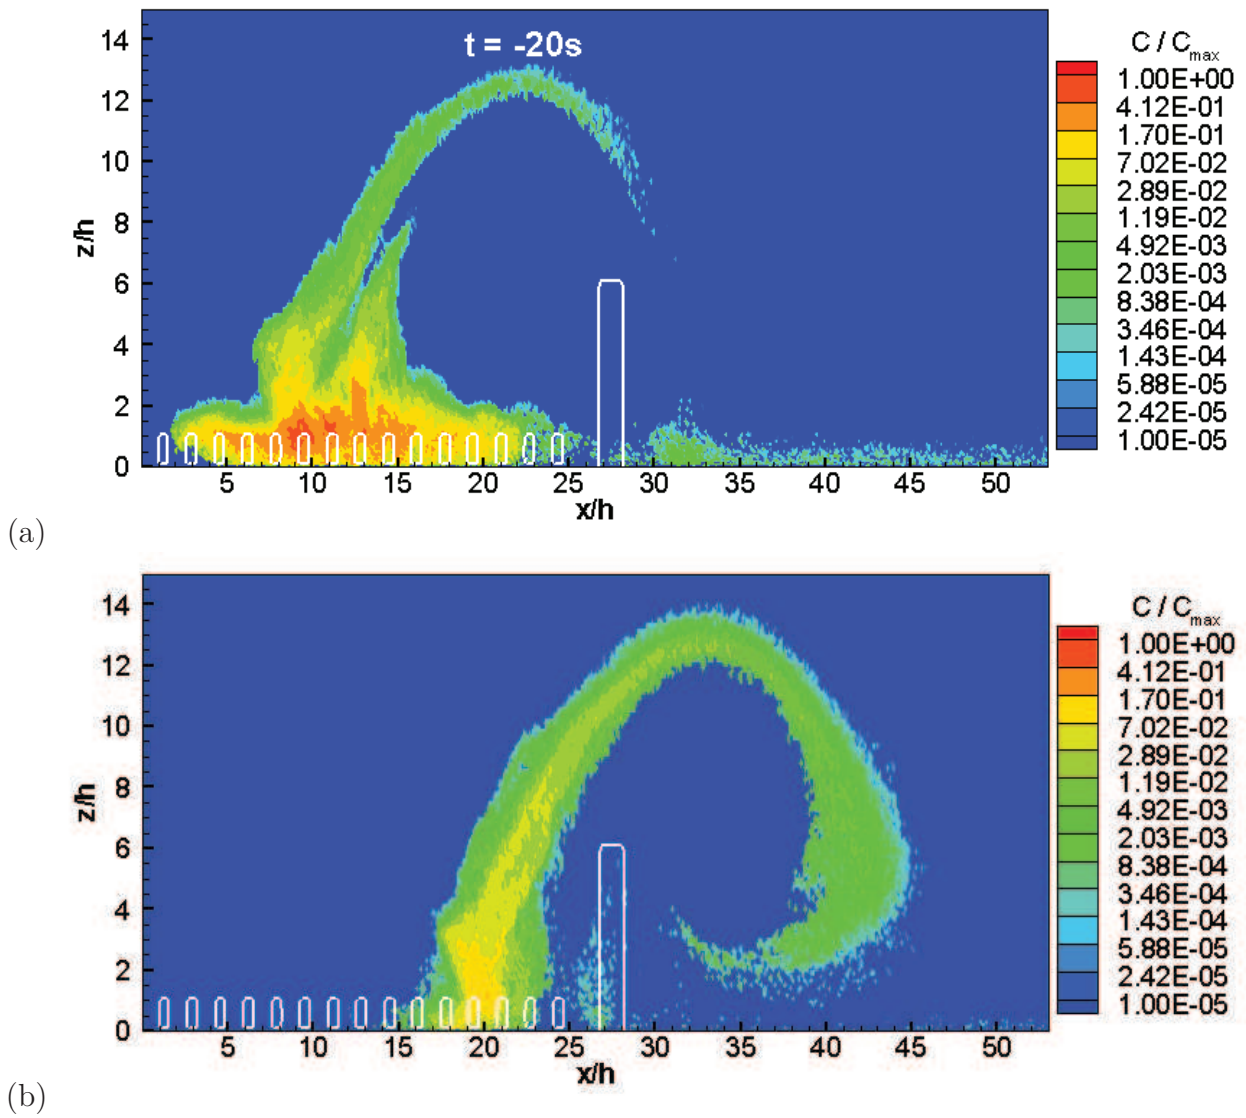 t = -20s
z/h
14
12
10
8
6
4
2
0
5 10 15 20 25 30 35 40 45 50
x/h
C / Cmax
1.00E+00
4.12E-01
1.70E-01
7.02E-02
2.89E-02
1.19E-02
4.92E-03
2.03E-03
8.38E-04
3.46E-04
1.43E-04
5.88E-05
2.42E-05
1.00E-05
(a)
z/h
14
12
10
8
6
4
2
0
5 10 15 20 25 30 35 40 45 50
x/h
C / Cmax
1.00E+00
4.12E-01
1.70E-01
7.02E-02
2.89E-02
1.19E-02
4.92E-03
2.03E-03
8.38E-04
3.46E-04
1.43E-04
5.88E-05
2.42E-05
1.00E-05
(b)